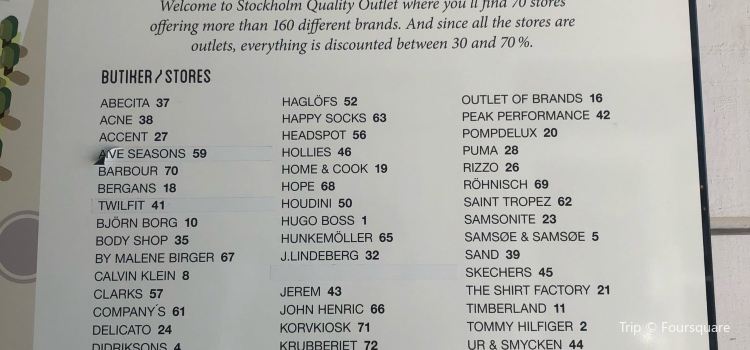 Welcome to Stockholm Quality Outlet where you'll find 70 stores
offering more than 160 different brands. And since all the stores are
outlets, everything is discounted between 30 and 70%.
BUTIKER / STORES
ABECITA 37
ACNE 38
ACCENT 27
AIVE SEASONS 59
BARBOUR 70
BERGANS 18
TWILFIT 41
BJÖRN BORG 10
BODY SHOP 35
BY MALENE BIRGER 67
CALVIN KLEIN 8
CLARKS 57
COMPANY´S 61
DELICATO 24
DIDRIKSONS 4
HAGLÖFS 52
HAPPY SOCKS 63
HEADSPOT 56
HOLLIES 46
HOME & COOK 19
HOPE 68
HOUDINI 50
HUGO BOSS 1
HUNKEMÖLLER 65
J.LINDEBERG 32
JEREM 43
JOHN HENRIC 66
KORVKIOSK 71
KRUBBERIET 72
OUTLET OF BRANDS 16
PEAK PERFORMANCE 42
POMPDELUX 20
PUMA 28
RIZZO 26
RÖHNISCH 69
SAINT TROPEZ 62
SAMSONITE 23
SAMSØE & SAMSØE 5
SAND 39
SKECHERS 45
THE SHIRT FACTORY 21
TIMBERLAND 11
TOMMY HILFIGER 2
UR & SMYCKEN 44
Trip © Foursquare